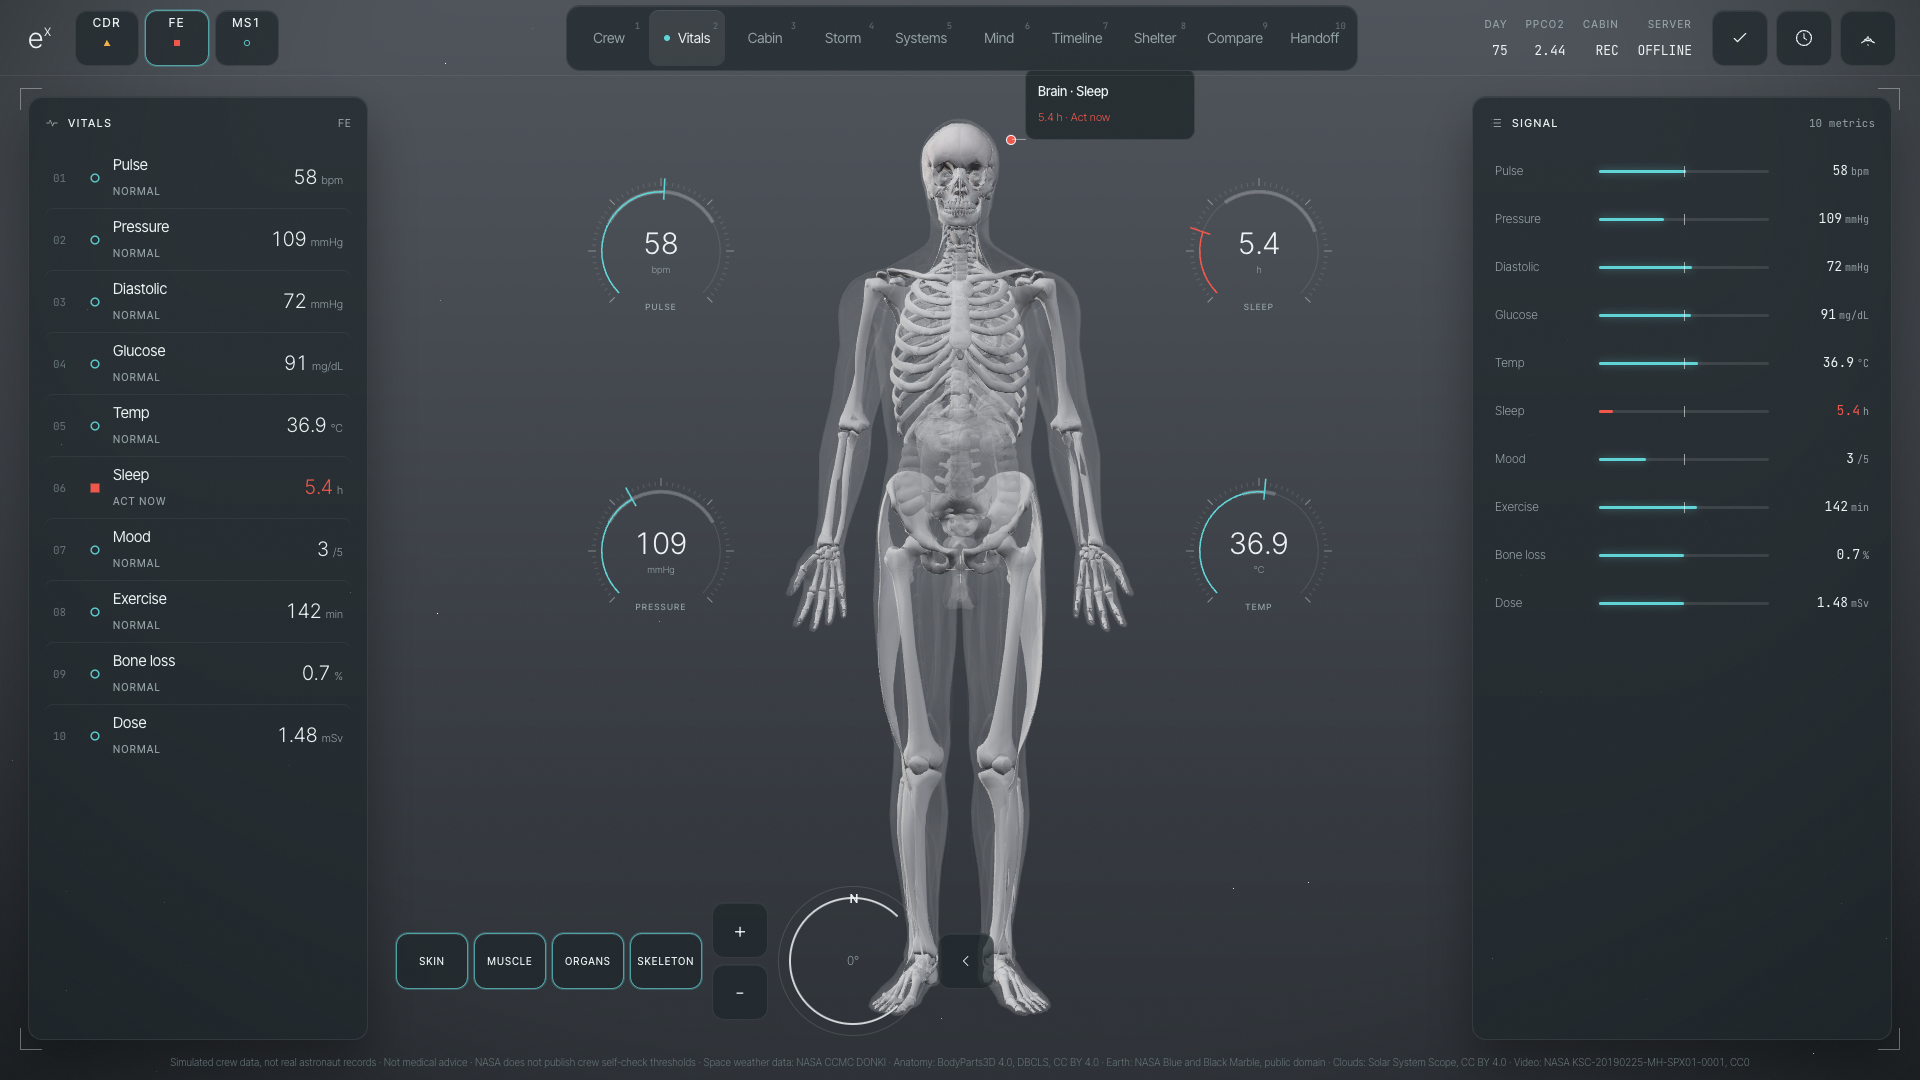 eˣ
CDR
FE
MS1
Crew 1
Vitals 2
Cabin 3
Storm 4
Systems 5
Mind 6
Timeline 7
Shelter 8
Compare 9
Handoff 10
DAY 75
PPCO2 2.44
CABIN REC
SERVER OFFLINE
Brain · Sleep
5.4 h · Act now
VITALS FE
01 Pulse 58 bpm
NORMAL
02 Pressure 109 mmHg
NORMAL
03 Diastolic 72 mmHg
NORMAL
04 Glucose 91 mg/dL
NORMAL
05 Temp 36.9 °C
NORMAL
06 Sleep 5.4 h
ACT NOW
07 Mood 3 /5
NORMAL
08 Exercise 142 min
NORMAL
09 Bone loss 0.7 %
NORMAL
10 Dose 1.48 mSv
NORMAL
58
bpm
PULSE
5.4
h
SLEEP
109
mmHg
PRESSURE
36.9
°C
TEMP
SIGNAL 10 metrics
Pulse 58 bpm
Pressure 109 mmHg
Diastolic 72 mmHg
Glucose 91 mg/dL
Temp 36.9 °C
Sleep 5.4 h
Mood 3 /5
Exercise 142 min
Bone loss 0.7 %
Dose 1.48 mSv
SKIN
MUSCLE
ORGANS
SKELETON
+
-
N
0°
Simulated crew data, not real astronaut records · Not medical advice · NASA does not publish crew self-check thresholds · Space weather data: NASA CCMC DONKI · Anatomy: BodyParts3D 4.0, DBCLS, CC BY 4.0 · Earth: NASA Blue and Black Marble, public domain · Clouds: Solar System Scope, CC BY 4.0 · Video: NASA KSC-20190225-MH-SPX01-0001, CC0